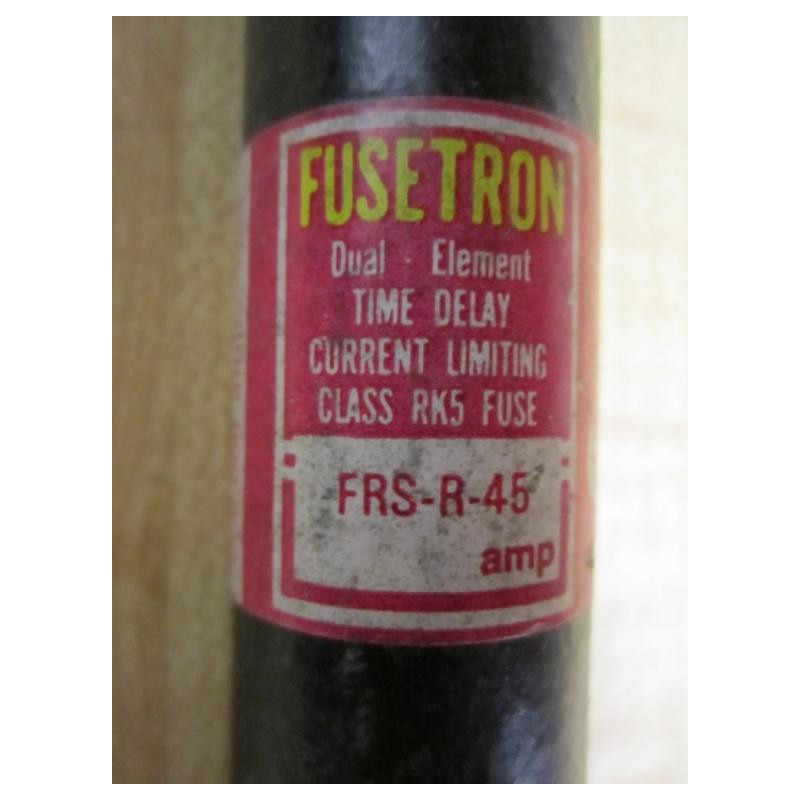 FUSETRON
Dual - Element
TIME DELAY
CURRENT LIMITING
CLASS RK5 FUSE
FRS-R-45
amp